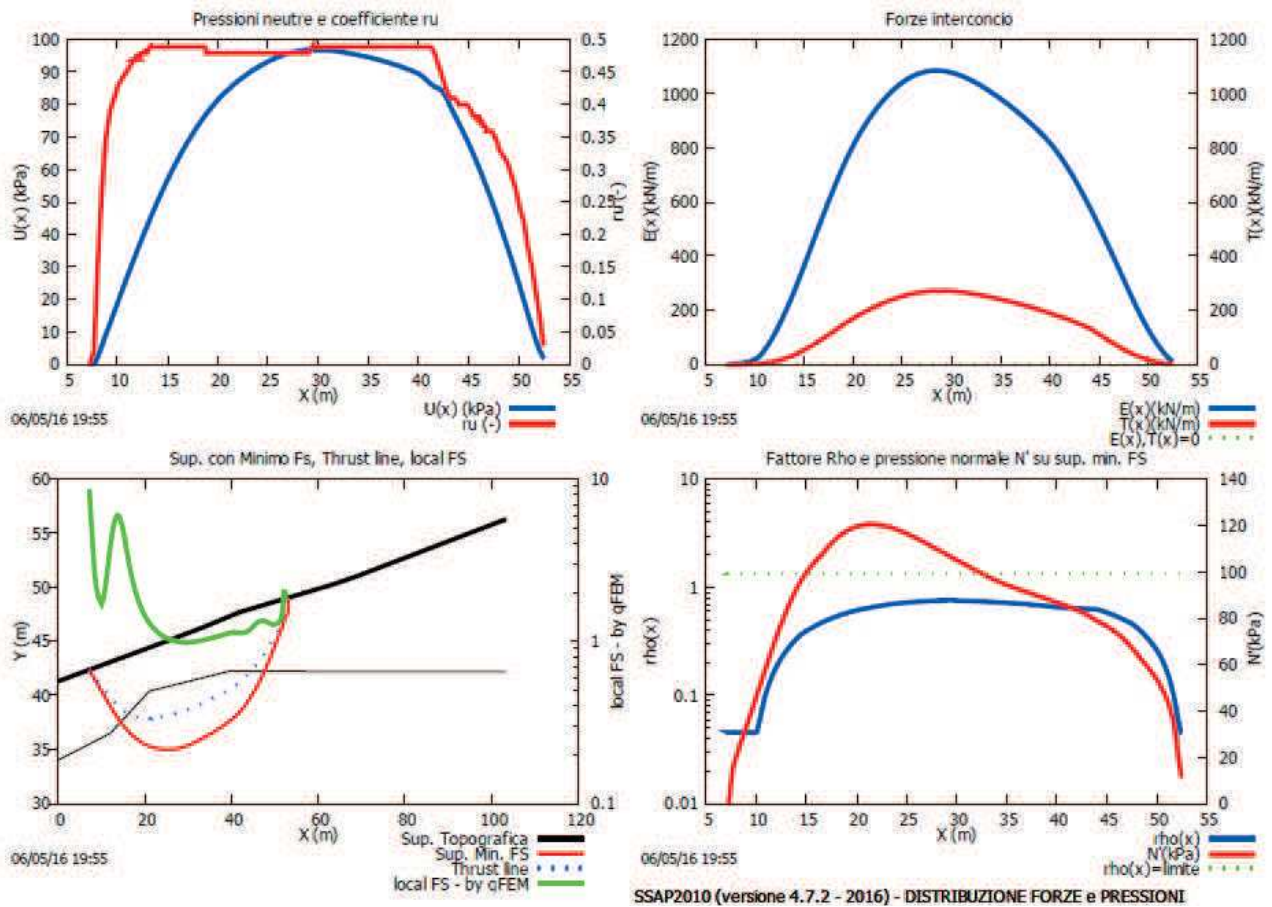 Pressioni neutre e coefficiente ru
100
90
80
70
60
50
40
30
20
10
0
U(x) (kPa)
0.5
0.45
0.4
0.35
0.3
0.25
0.2
0.15
0.1
0.05
0
ru (-)
5 10 15 20 25 30 35 40 45 50 55
X (m)
06/05/16 19:55
U(x) (kPa)
ru (-)
Forze interconcio
1200
1000
800
600
400
200
0
E(x)(kN/m)
1200
1000
800
600
400
200
0
T(x)(kN/m)
5 10 15 20 25 30 35 40 45 50 55
X (m)
06/05/16 19:55
E(x)(kN/m)
T(x)(kN/m)
E(x),T(x)=0
Sup. con Minimo Fs, Thrust line, local FS
60
55
50
45
40
35
30
Y (m)
10
1
0.1
local FS - by qFEM
0 20 40 60 80 100 120
X (m)
06/05/16 19:55
Sup. Topografica
Sup. Min. FS
Thrust line
local FS - by qFEM
Fattore Rho e pressione normale N' su sup. min. FS
10
1
0.1
0.01
rho(x)
140
120
100
80
60
40
20
0
N'(kPa)
5 10 15 20 25 30 35 40 45 50 55
X (m)
06/05/16 19:55
rho(x)
N'(kPa)
rho(x)=limite
SSAP2010 (versione 4.7.2 - 2016) - DISTRIBUZIONE FORZE e PRESSIONI